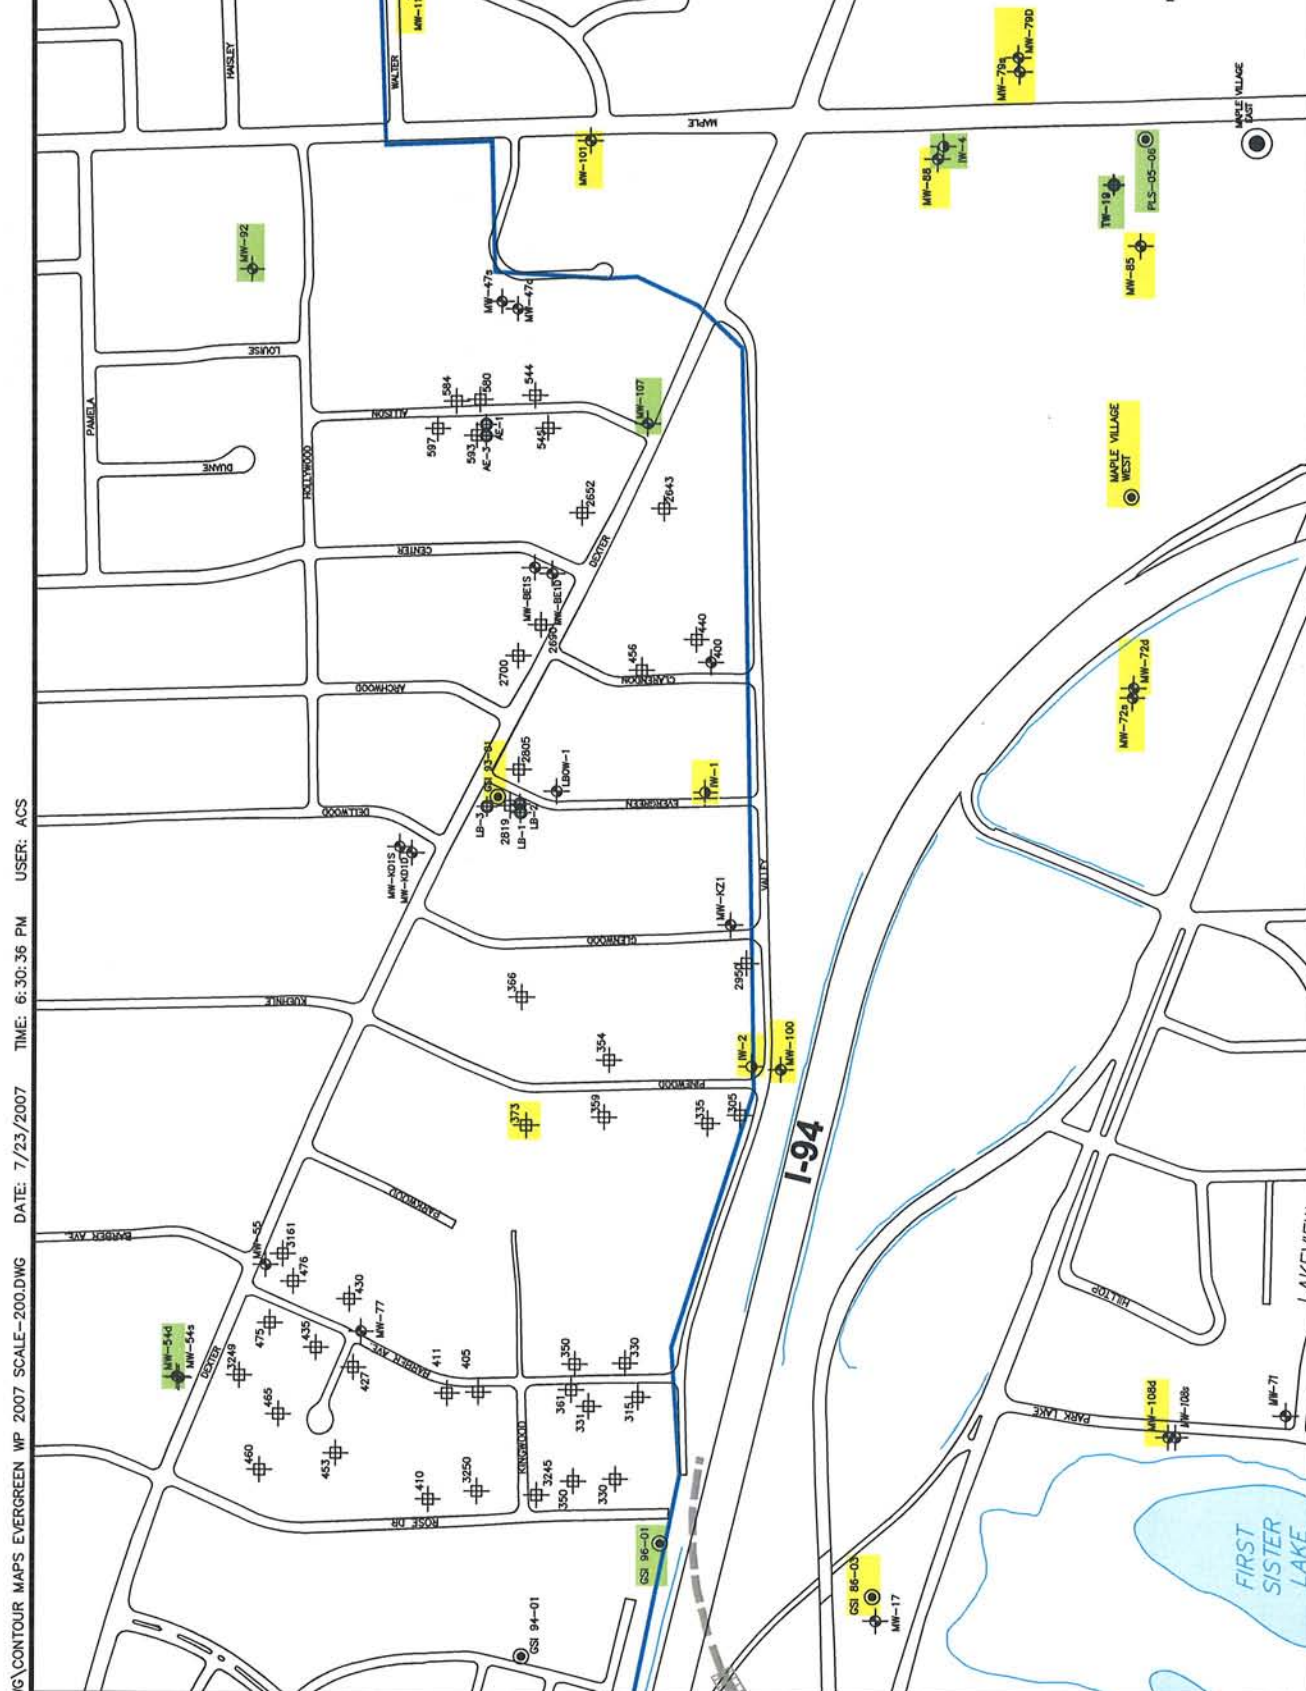 G\CONTOUR MAPS EVERGREEN WP 2007 SCALE-200.DWG DATE: 7/23/2007 TIME: 6:30:36 PM USER: ACS
HAISLEY
WALTER
MW-79s
MW-79D
MAPLE
MW-101
MW-88
IW-4
MAPLE VILLAGE
EAST
TW-19
PLS-05-06
MW-85
MW-92
MW-47s
MW-47d
PAMELA
LOUISE
DUANE
HOLLYWOOD
ALLISON
584
580
544
597
593
AE-3
AE-1
545
MW-107
MAPLE VILLAGE
WEST
2652
2643
CENTER
DEXTER
MW-BE1S
MW-BE1D
2690
2700
440
400
456
CLARENDON
ARCHWOOD
MW-72s
MW-72d
GSI 93-01
2805
LBOW-1
IW-1
EVERGREEN
LB-3
2819
LB-1
LB-2
DELLWOOD
MW-KD1S
MW-KD1D
VALLEY
MW-KZ1
GLENWOOD
2950
366
KUEHNLE
354
IW-2
MW-100
PINEWOOD
373
359
335
305
I-94
PARKWOOD
BARBER AVE.
MW-55
3161
476
430
MW-77
475
435
427
BARBER AVE.
MW-54d
MW-54s
DEXTER
3249
465
411
405
350
330
361
331
315
460
453
410
3250
KINGWOOD
3245
350
330
ROSE DR
GSI 96-01
GSI 94-01
HILLTOP
PARK LAKE
MW-108d
MW-108s
MW-71
GSI 86-03
MW-17
FIRST
SISTER
LAKE